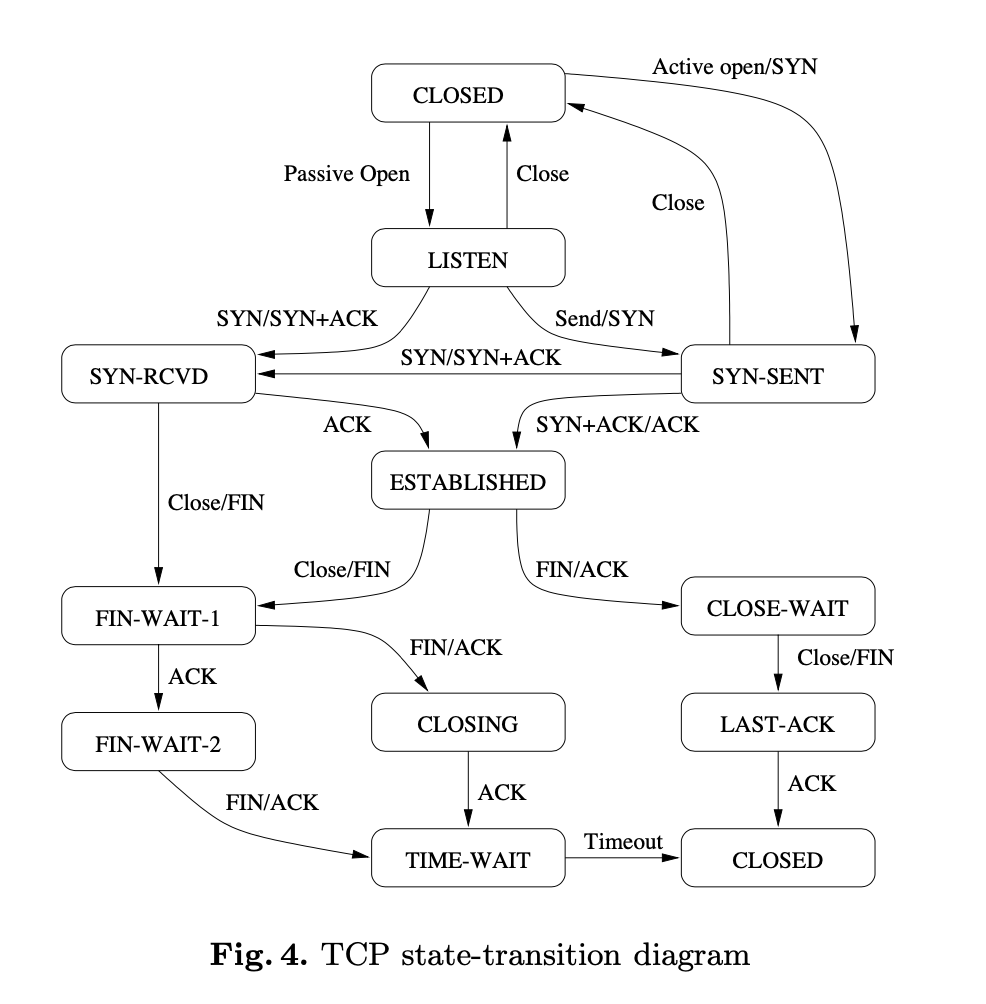 Active open/SYN
CLOSED
Passive Open
Close
Close
LISTEN
SYN/SYN+ACK
Send/SYN
SYN/SYN+ACK
SYN-RCVD
SYN-SENT
ACK
SYN+ACK/ACK
ESTABLISHED
Close/FIN
Close/FIN
FIN/ACK
CLOSE-WAIT
FIN-WAIT-1
FIN/ACK
Close/FIN
ACK
CLOSING
LAST-ACK
FIN-WAIT-2
ACK
ACK
FIN/ACK
Timeout
TIME-WAIT
CLOSED
Fig. 4. TCP state-transition diagram